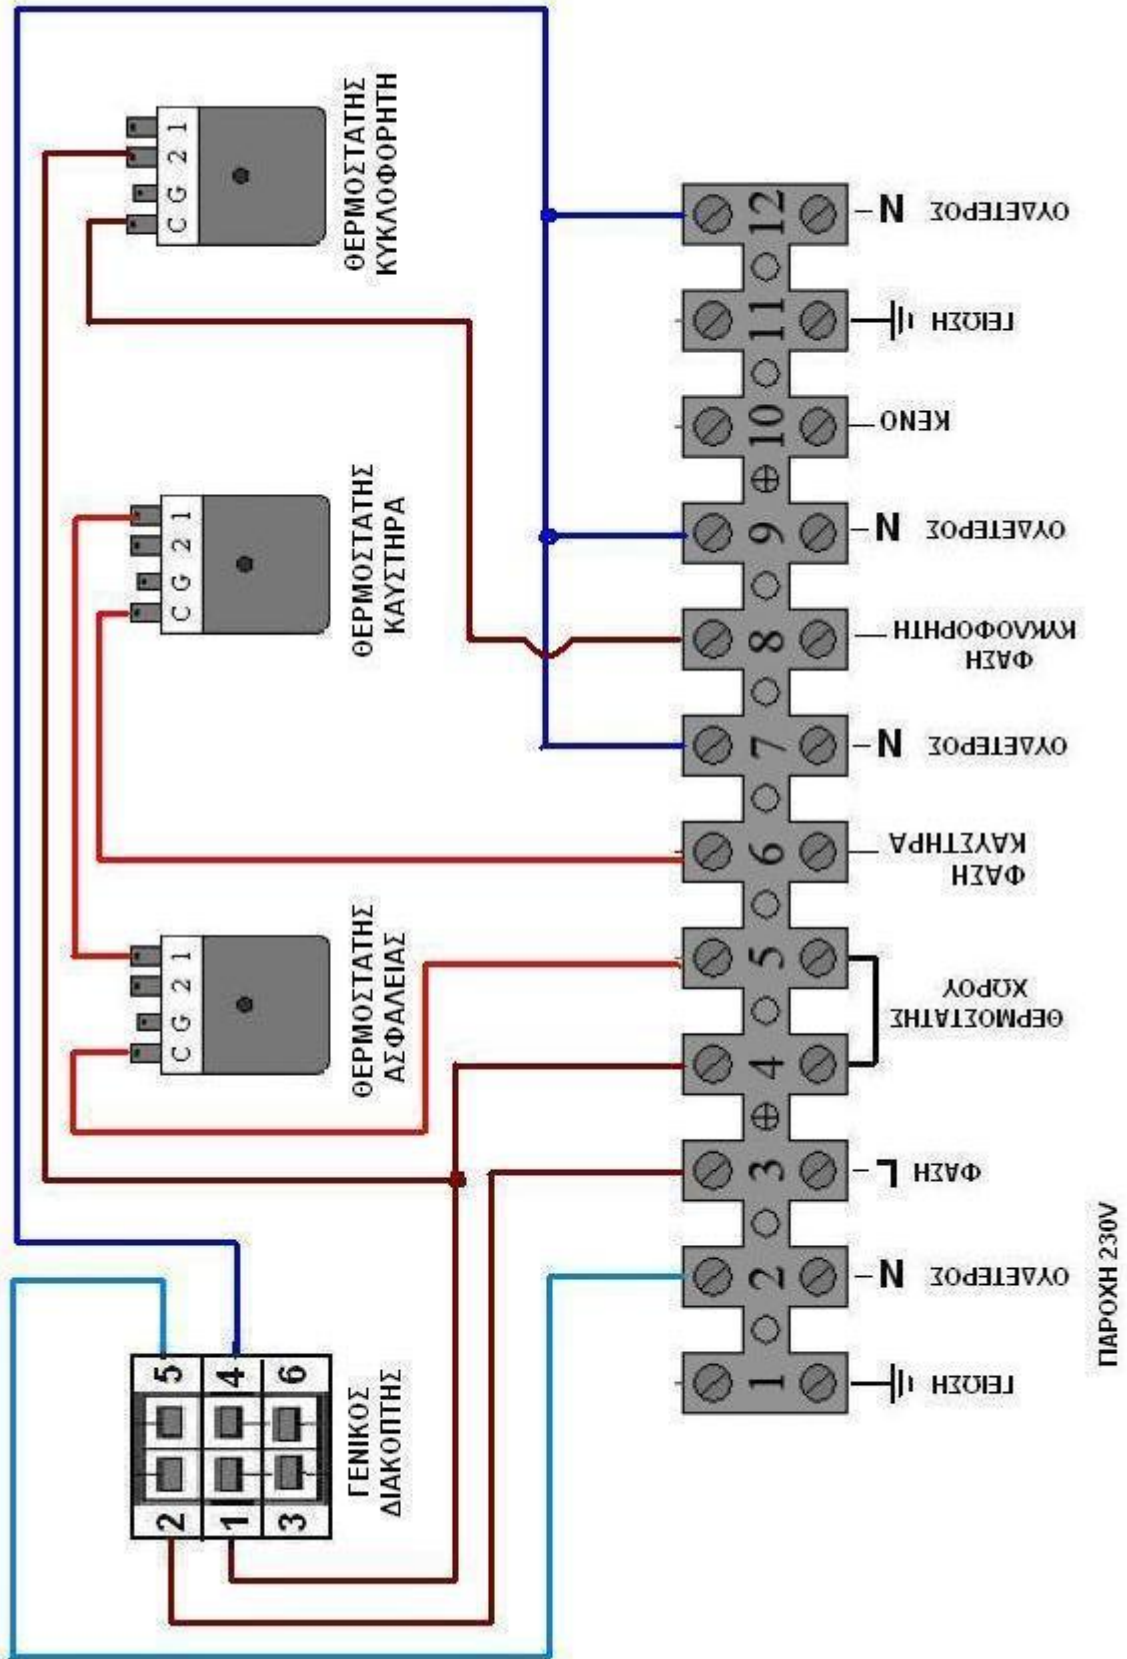 ΘΕΡΜΟΣΤΑΤΗΣ
ΚΥΚΛΟΦΟΡΗΤΗ
C G 2 1
ΘΕΡΜΟΣΤΑΤΗΣ
ΚΑΥΣΤΗΡΑ
C G 2 1
ΘΕΡΜΟΣΤΑΤΗΣ
ΑΣΦΑΛΕΙΑΣ
C G 2 1
ΓΕΝΙΚΟΣ
ΔΙΑΚΟΠΤΗΣ
5 4 6
2 1 3
12 N ΟΥΔΕΤΕΡΟΣ
11 ΓΕΙΩΣΗ
10 ΚΕΝΟ
9 N ΟΥΔΕΤΕΡΟΣ
8 ΦΑΣΗ
ΚΥΚΛΟΦΟΡΗΤΗ
7 N ΟΥΔΕΤΕΡΟΣ
6 ΦΑΣΗ
ΚΑΥΣΤΗΡΑ
5
4
ΘΕΡΜΟΣΤΑΤΗΣ
ΧΩΡΟΥ
3 L ΦΑΣΗ
2 N ΟΥΔΕΤΕΡΟΣ
1 ΓΕΙΩΣΗ
ΠΑΡΟΧΗ 230V